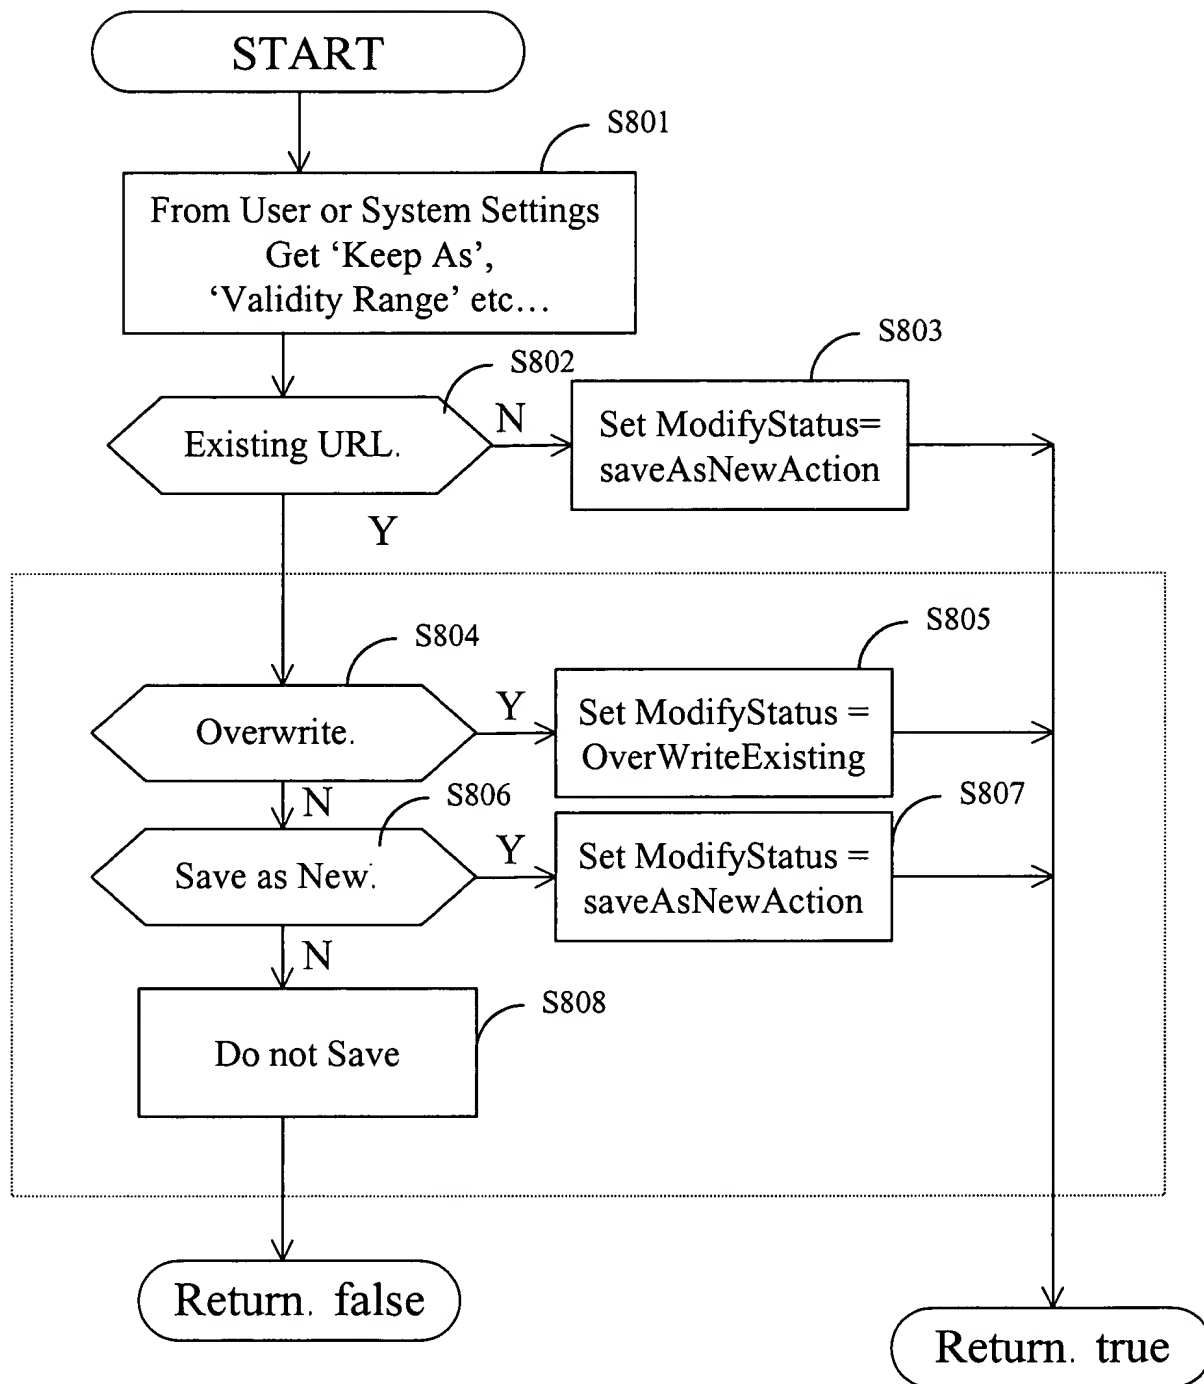 START
S801
From User or System Settings
Get ‘Keep As’,
‘Validity Range’ etc...
S802
S803
Existing URL.
N
Set ModifyStatus=
saveAsNewAction
Y
S804
S805
Overwrite.
Y
Set ModifyStatus =
OverWriteExisting
N
S806
S807
Save as New.
Y
Set ModifyStatus =
saveAsNewAction
N
S808
Do not Save
Return. false
Return. true